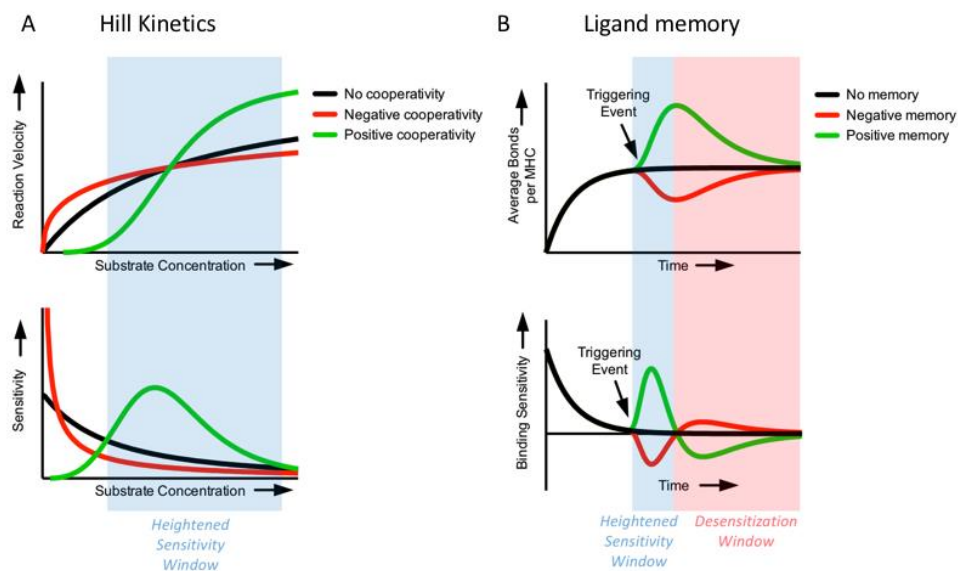 A Hill Kinetics
Reaction Velocity
No cooperativity
Negative cooperativity
Positive cooperativity
Substrate Concentration
Sensitivity
Substrate Concentration
Heightened
Sensitivity
Window
B Ligand memory
Average Bonds
per MHC
Triggering
Event
No memory
Negative memory
Positive memory
Time
Binding Sensitivity
Triggering
Event
Time
Heightened
Sensitivity
Window
Desensitization
Window